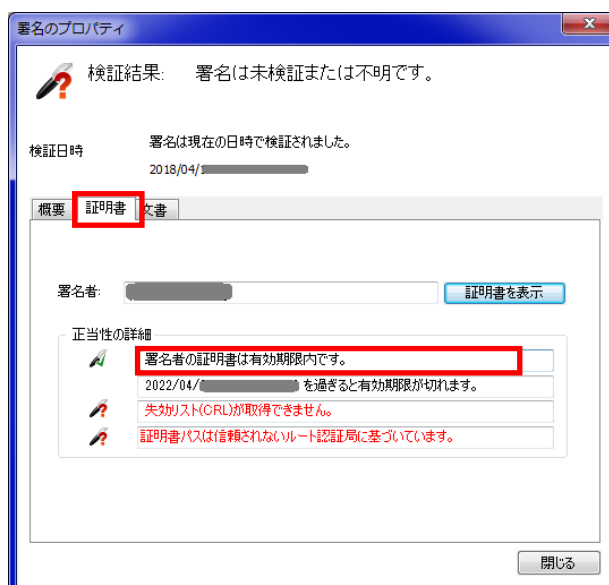 署名のプロパティ
検証結果: 署名は未検証または不明です。
検証日時 署名は現在の日時で検証されました。
2018/04/1
概要 証明書 文書
署名者: 証明書を表示
正当性の詳細
署名者の証明書は有効期限内です。
2022/04/ を過ぎると有効期限が切れます。
失効リスト(CRL)が取得できません。
証明書パスは信頼されないルート認証局に基づいています。
閉じる